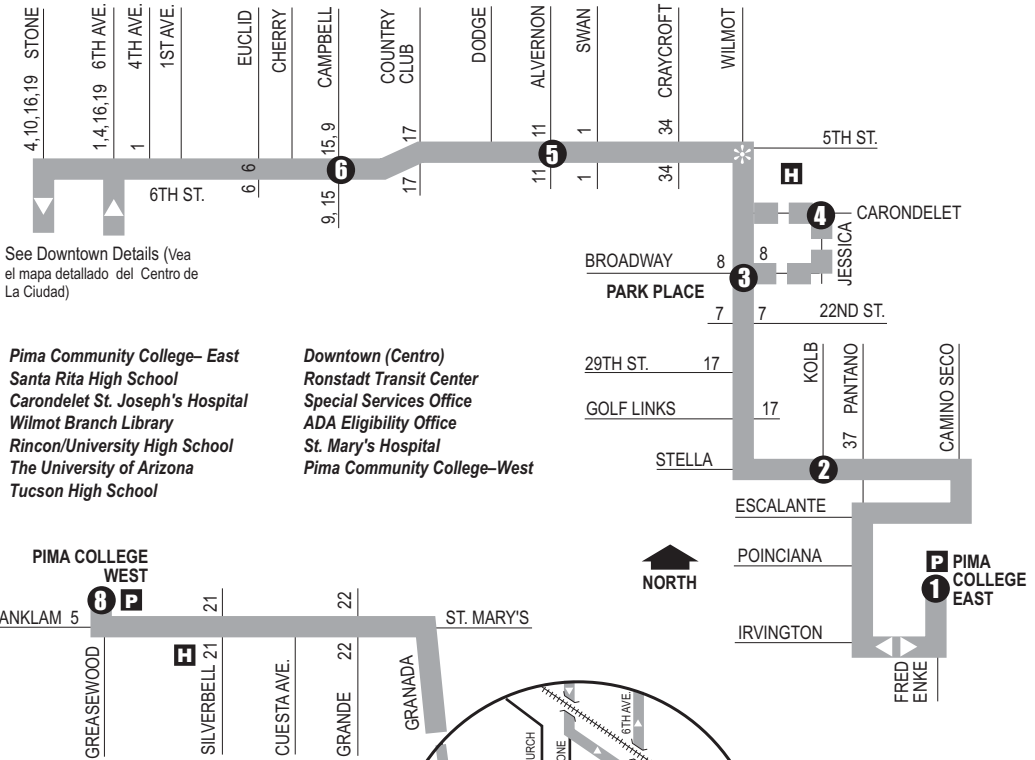 4,10,16,19 STONE
1,4,16,19 6TH AVE.
1 4TH AVE.
1ST AVE.
EUCLID
CHERRY
CAMPBELL
COUNTRY
CLUB
DODGE
ALVERNON
SWAN
CRAYCROFT
WILMOT
15, 9
17
11
1
34
5TH ST.
6
5
6
6
9, 15
17
11
1
34
6TH ST.
H
4
CARONDELET
JESSICA
See Downtown Details (Vea
el mapa detallado del Centro de
La Ciudad)
BROADWAY 8
8
3
PARK PLACE
7
7
22ND ST.
29TH ST. 17
GOLF LINKS
17
KOLB
37 PANTANO
CAMINO SECO
STELLA
2
ESCALANTE
POINCIANA
IRVINGTON
P PIMA
1 COLLEGE
EAST
FRED
ENKE
NORTH
Pima Community College– East
Santa Rita High School
Carondelet St. Joseph's Hospital
Wilmot Branch Library
Rincon/University High School
The University of Arizona
Tucson High School
Downtown (Centro)
Ronstadt Transit Center
Special Services Office
ADA Eligibility Office
St. Mary's Hospital
Pima Community College–West
PIMA COLLEGE
WEST
8 P
ANKLAM 5
21
22
ST. MARY'S
H
GREASEWOOD
SILVERBELL 21
CUESTA AVE.
GRANDE 22
GRANADA
URCH
ONE
6TH AVE.